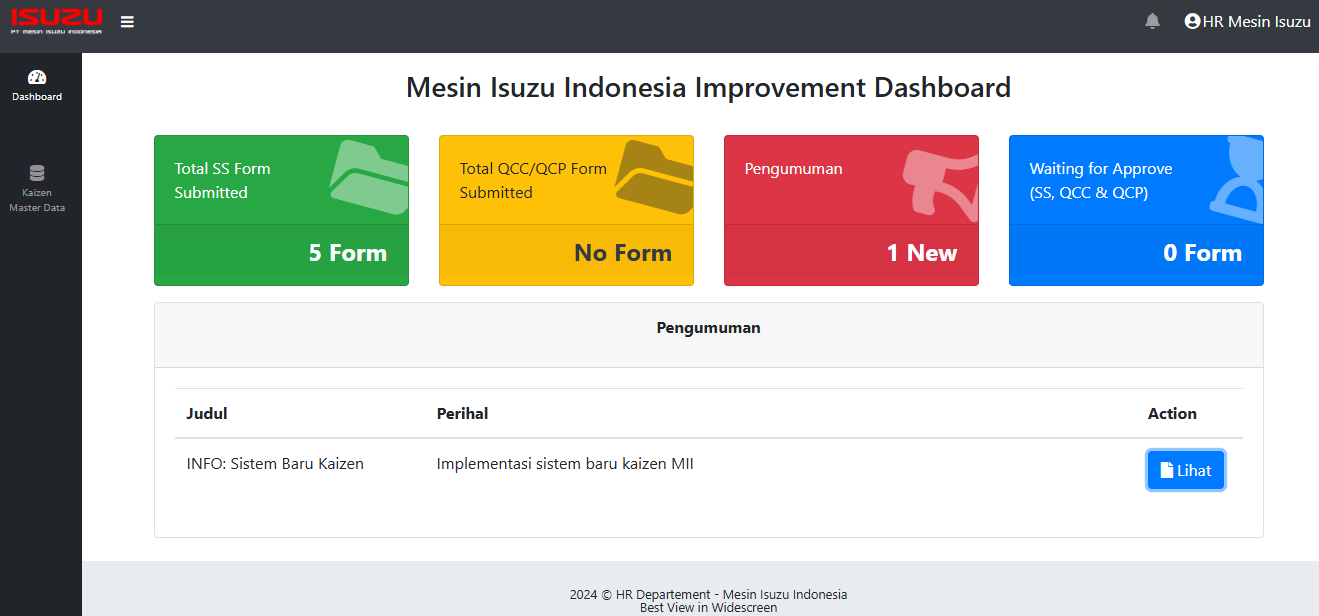 ISUZU
PT MESIN ISUZU INDONESIA
HR Mesin Isuzu
Dashboard
Kaizen
Master Data
Mesin Isuzu Indonesia Improvement Dashboard
Total SS Form
Submitted
5 Form
Total QCC/QCP Form
Submitted
No Form
Pengumuman
1 New
Waiting for Approve
(SS, QCC & QCP)
0 Form
Pengumuman
Judul Perihal Action
INFO: Sistem Baru Kaizen Implementasi sistem baru kaizen MII Lihat
2024 © HR Departement - Mesin Isuzu Indonesia
Best View in Widescreen